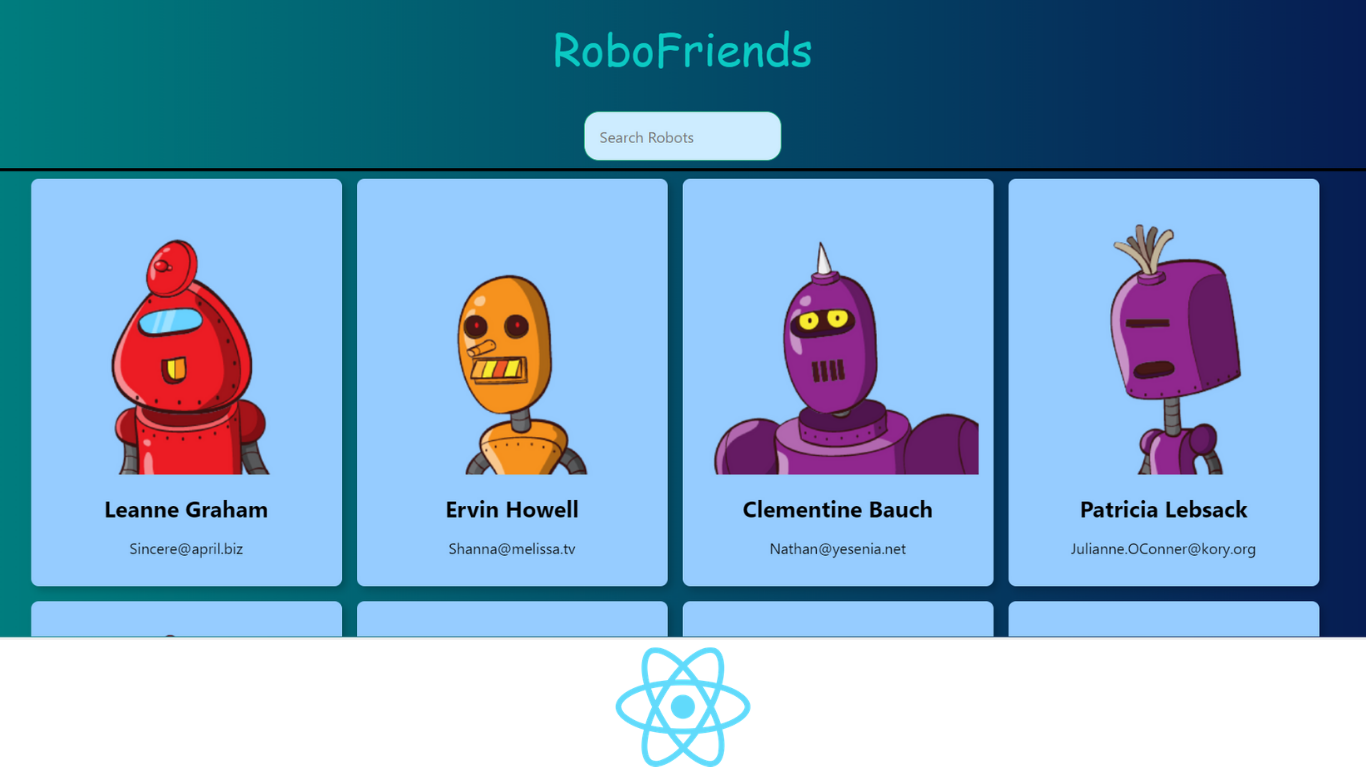 RoboFriends
Search Robots
Leanne Graham
Sincere@april.biz
Ervin Howell
Shanna@melissa.tv
Clementine Bauch
Nathan@yesenia.net
Patricia Lebsack
Julianne.OConner@kory.org